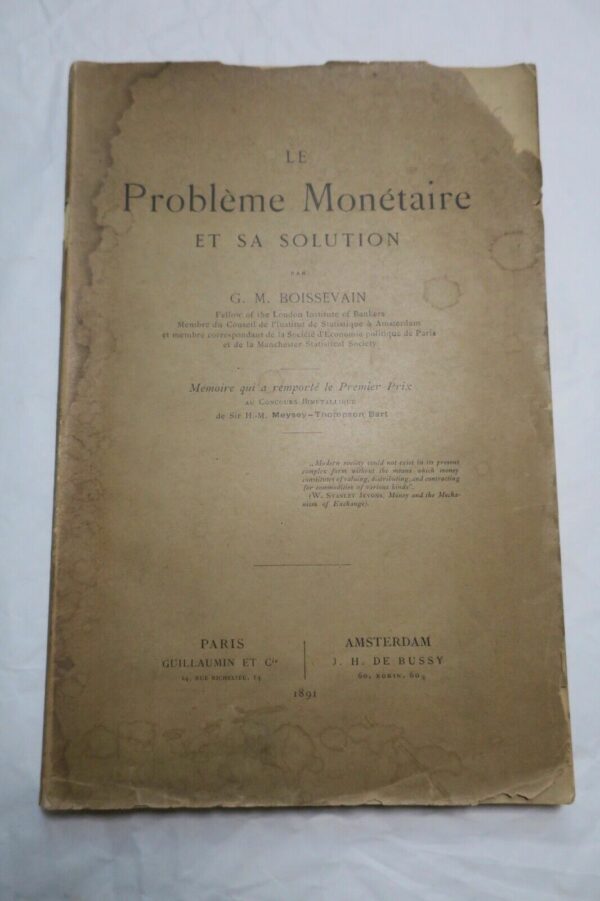 LE
Problème Monétaire
ET SA SOLUTION
PAR
G. M. BOISSEVAIN
Fellow of the London Institute of Bankers
Membre du Conseil de l'Institut de Statistique à Amsterdam
et membre correspondant de la Société d'Economie politique de Paris
et de la Manchester Statistical Society
Memoire qui a remporté le Premier Prix
AU CONCOURS BIMÉTALLIQUE
de Sir H.-M. Meysey-Thompson Bart
„Modern society could not exist in its present
complex form without the means which money
constitutes of valuing, distributing, and contracting
for commodities of various kinds".
(W. STANLEY JEVONS, Money and the Mecha-
nism of Exchange).
PARIS
GUILLAUMIN ET Cie
14, RUE RICHELIEU, 14
AMSTERDAM
J. H. DE BUSSY
60, ROKIN, 60
1891